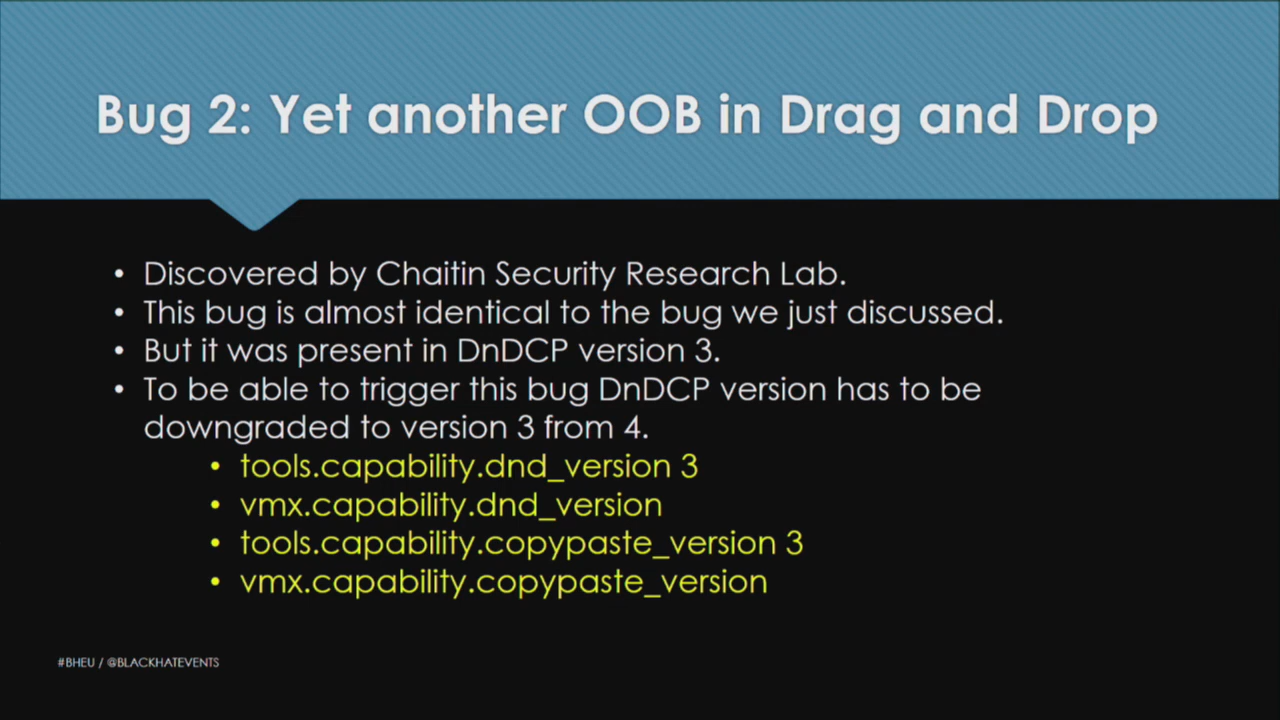 Bug 2: Yet another OOB in Drag and Drop
• Discovered by Chaitin Security Research Lab.
• This bug is almost identical to the bug we just discussed.
• But it was present in DnDCP version 3.
• To be able to trigger this bug DnDCP version has to be
downgraded to version 3 from 4.
• tools.capability.dnd_version 3
• vmx.capability.dnd_version
• tools.capability.copypaste_version 3
• vmx.capability.copypaste_version
#BHEU / @BLACKHATEVENTS